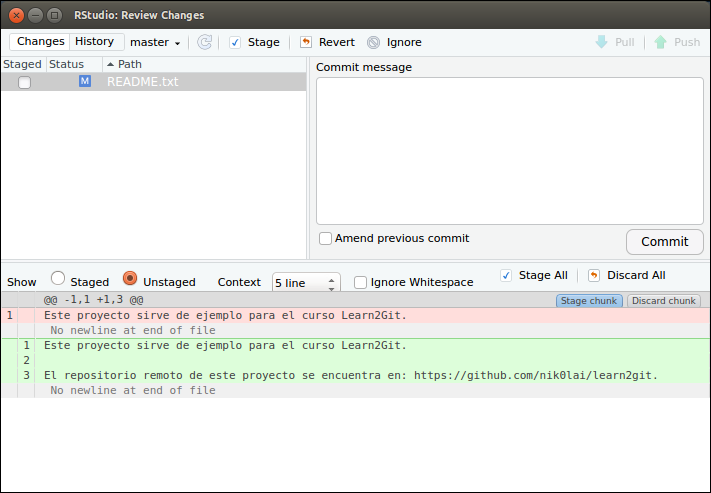 RStudio: Review Changes
Changes History master Stage Revert Ignore Pull Push
Staged Status Path
M README.txt
Commit message
Amend previous commit Commit
Show Staged Unstaged Context 5 line Ignore Whitespace Stage All Discard All
@@ -1,1 +1,3 @@ Stage chunk Discard chunk
1 Este proyecto sirve de ejemplo para el curso Learn2Git.
No newline at end of file
1 Este proyecto sirve de ejemplo para el curso Learn2Git.
2
3 El repositorio remoto de este proyecto se encuentra en: https://github.com/nik0lai/learn2git.
No newline at end of file